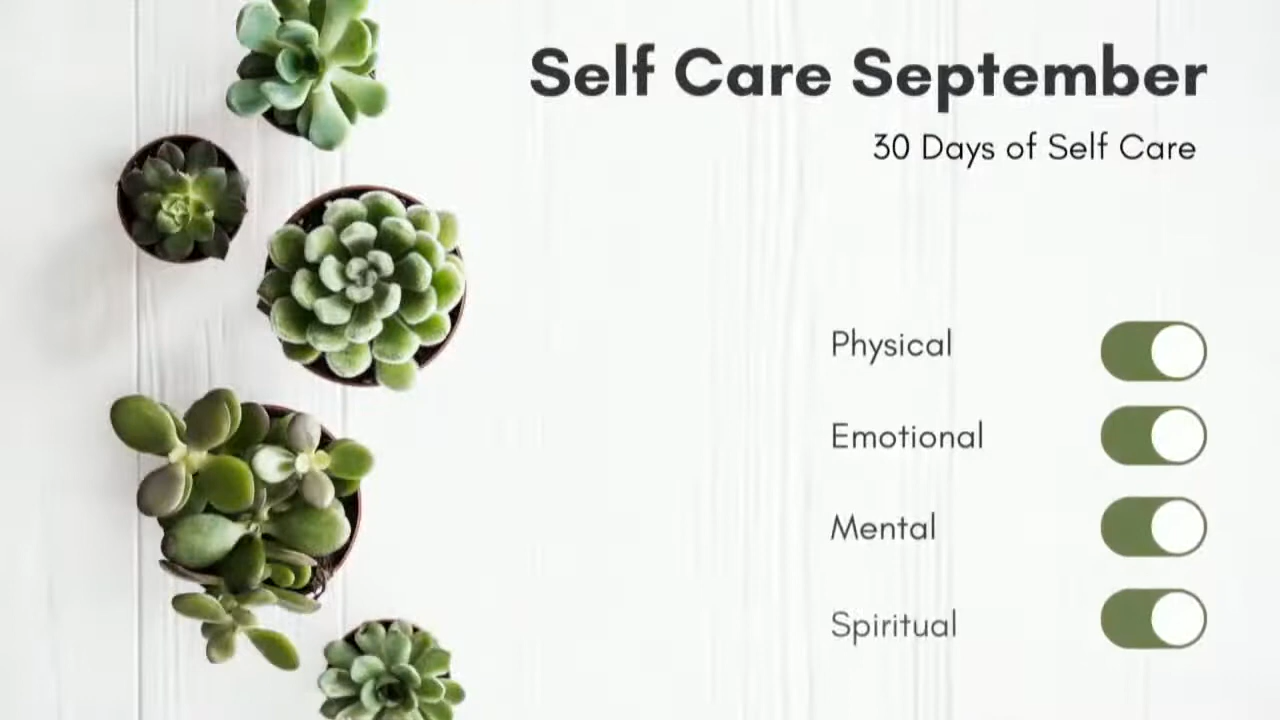 Self Care September
30 Days of Self Care
Physical
Emotional
Mental
Spiritual